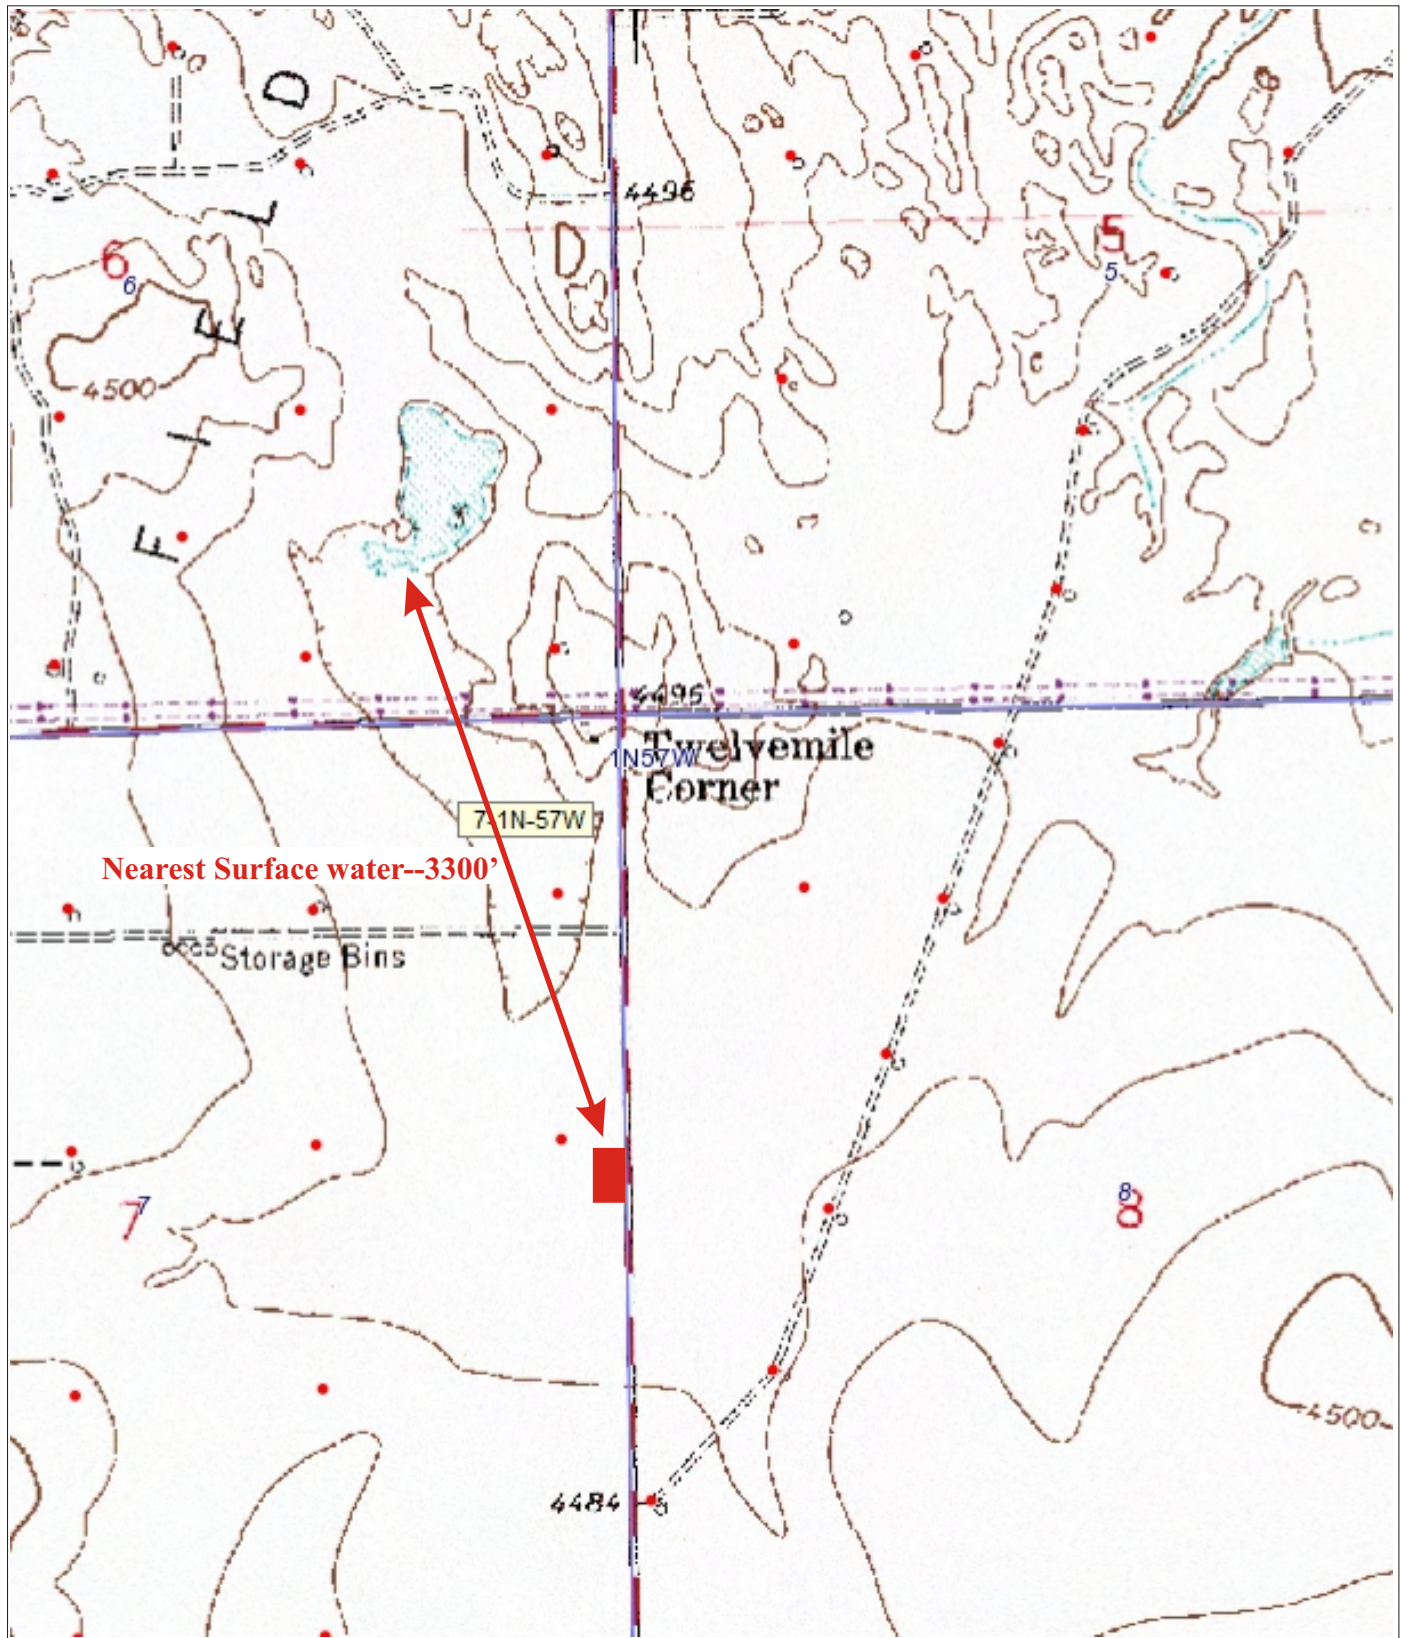 D
4496
L
D
5
5
6
6
E
4500
I
F
4495
Twelvemile
1N57W
Corner
7-1N-57W
Nearest Surface water--3300’
Storage Bins
7
7
8
8
4500
4484